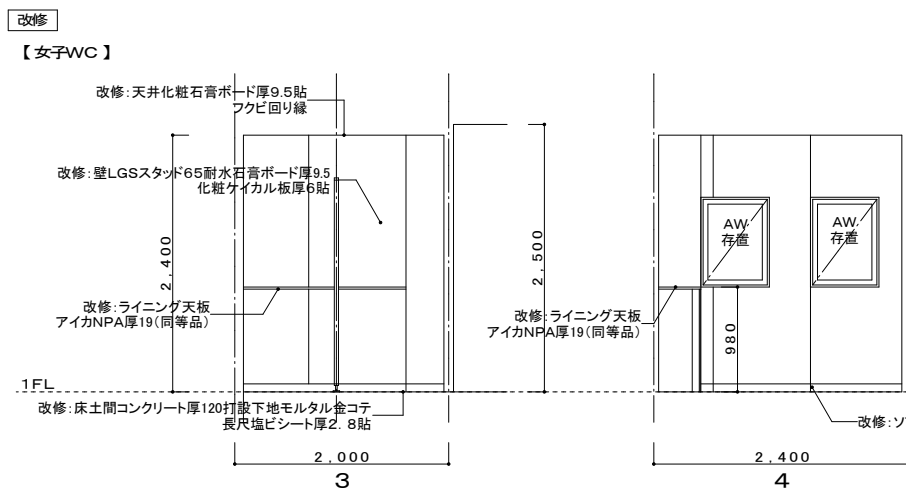 改修
【女子WC】
改修:天井化粧石膏ボード厚9.5貼
フクビ回り縁
改修:壁LGSスタッド65耐水石膏ボード厚9.5
化粧ケイカル板厚6貼
2,400
2,500
AW
存置
AW
存置
改修:ライニング天板
アイカNPA厚19(同等品)
改修:ライニング天板
アイカNPA厚19(同等品)
980
1FL
改修:床土間コンクリート厚120打設下地モルタル金コテ
長尺塩ビシート厚2.8貼
改修:ソ
2,000
2,400
3
4